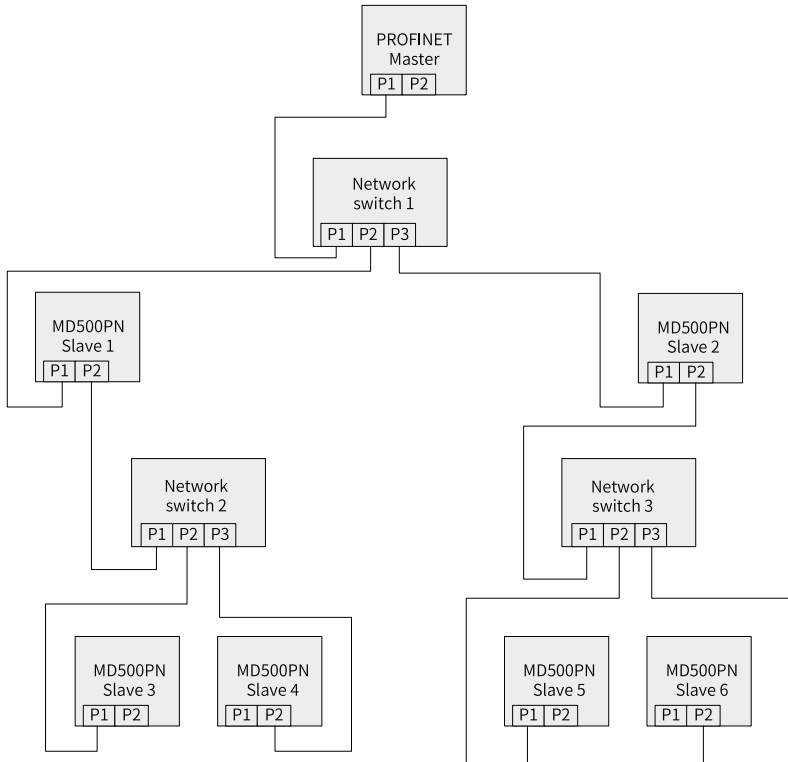 PROFINET
Master
P1 P2
Network
switch 1
P1 P2 P3
MD500PN
Slave 1
P1 P2
MD500PN
Slave 2
P1 P2
Network
switch 2
P1 P2 P3
Network
switch 3
P1 P2 P3
MD500PN
Slave 3
P1 P2
MD500PN
Slave 4
P1 P2
MD500PN
Slave 5
P1 P2
MD500PN
Slave 6
P1 P2